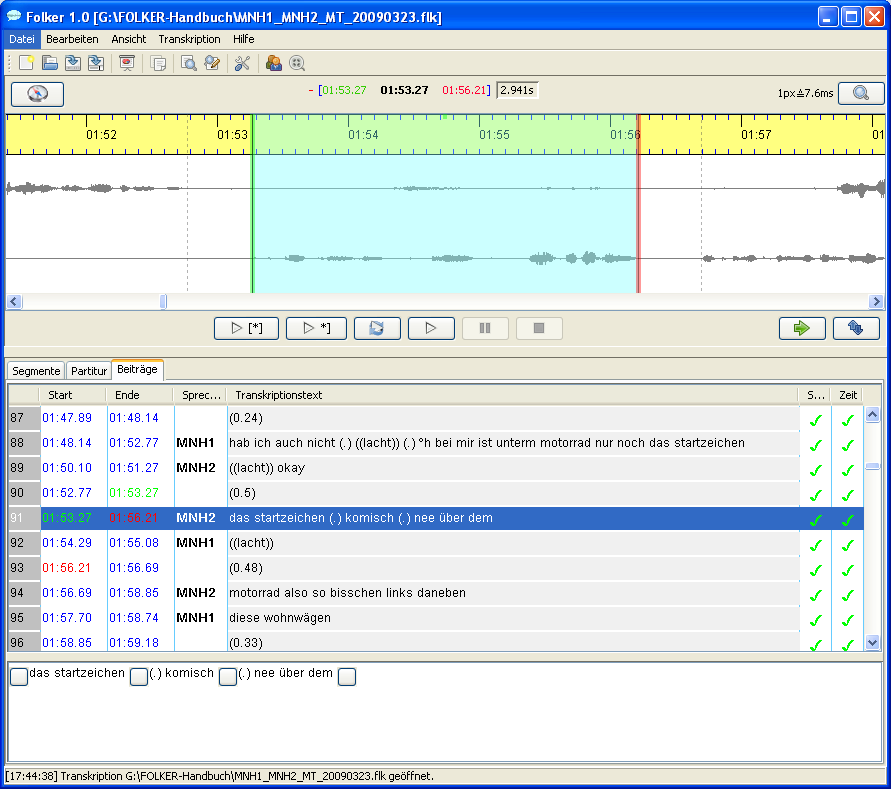 Folker 1.0 [G:\FOLKER-Handbuch\MNH1_MNH2_MT_20090323.flk]
Datei Bearbeiten Ansicht Transkription Hilfe
- [01:53.27 01:53.27 01:56.21] 2.941s 1px≙7.6ms
01:52 01:53 01:54 01:55 01:56 01:57 01
[*] *]
Segmente Partitur Beiträge
Start Ende Sprec... Transkriptionstext S... Zeit
87 01:47.89 01:48.14 (0.24)
88 01:48.14 01:52.77 MNH1 hab ich auch nicht (.) ((lacht)) (.) °h bei mir ist unterm motorrad nur noch das startzeichen
89 01:50.10 01:51.27 MNH2 ((lacht)) okay
90 01:52.77 01:53.27 (0.5)
91 01:53.27 01:56.21 MNH2 das startzeichen (.) komisch (.) nee über dem
92 01:54.29 01:55.08 MNH1 ((lacht))
93 01:56.21 01:56.69 (0.48)
94 01:56.69 01:58.85 MNH2 motorrad also so bisschen links daneben
95 01:57.70 01:58.74 MNH1 diese wohnwägen
96 01:58.85 01:59.18 (0.33)
das startzeichen (.) komisch (.) nee über dem
[17:44:38] Transkription G:\FOLKER-Handbuch\MNH1_MNH2_MT_20090323.flk geöffnet.